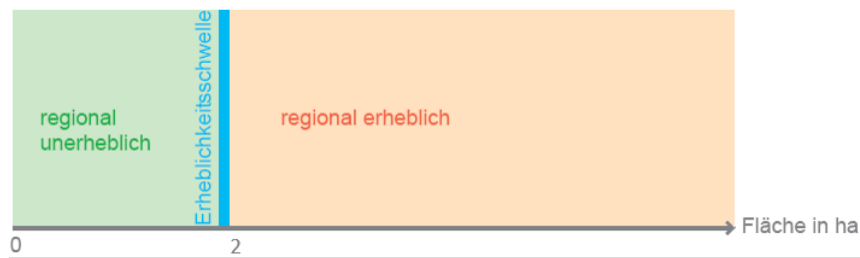 regional
unerheblich
Erheblichkeitsschwelle
regional erheblich
Fläche in ha
0
2